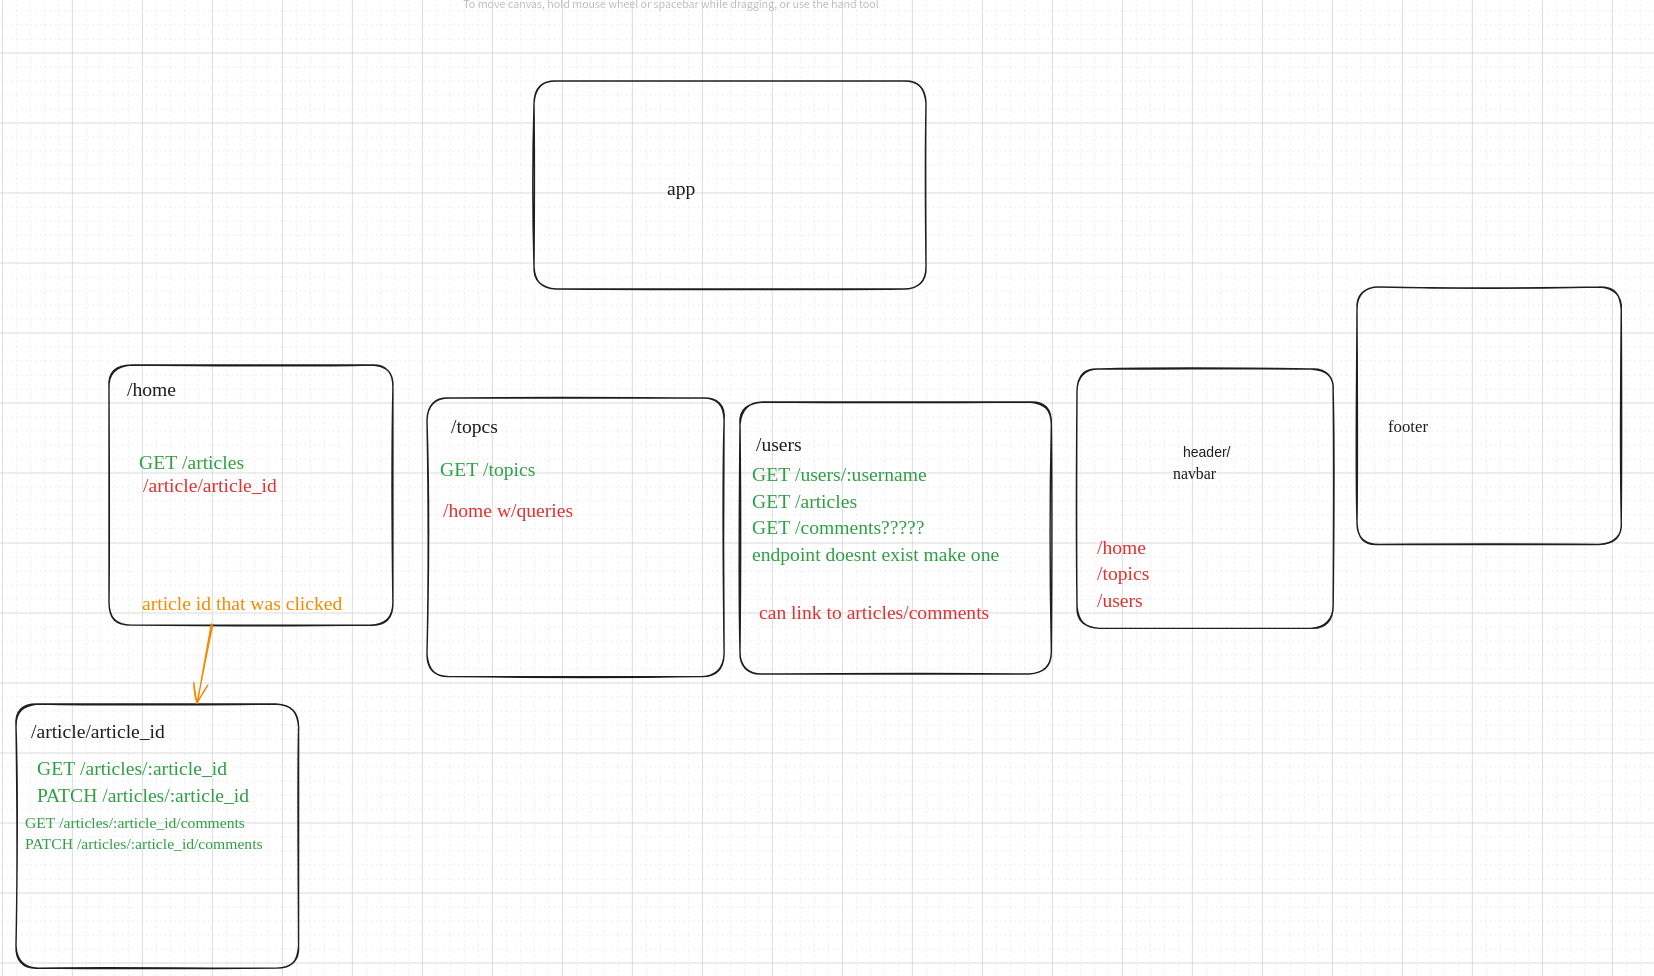 To move canvas, hold mouse wheel or spacebar while dragging, or use the hand tool
app
/home
GET /articles
/article/article_id
article id that was clicked
/topcs
GET /topics
/home w/queries
/users
GET /users/:username
GET /articles
GET /comments?????
endpoint doesnt exist make one
can link to articles/comments
header/
navbar
/home
/topics
/users
footer
/article/article_id
GET /articles/:article_id
PATCH /articles/:article_id
GET /articles/:article_id/comments
PATCH /articles/:article_id/comments